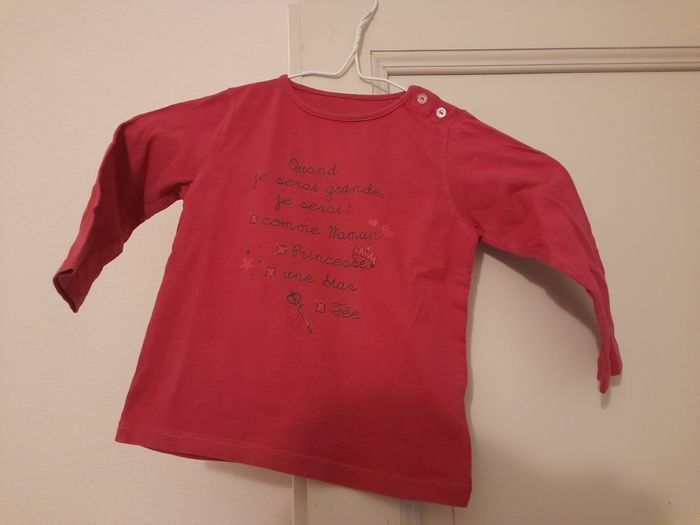 Quand
je serai grande,
je serai :
comme Maman
Princesse
une Star
Fée